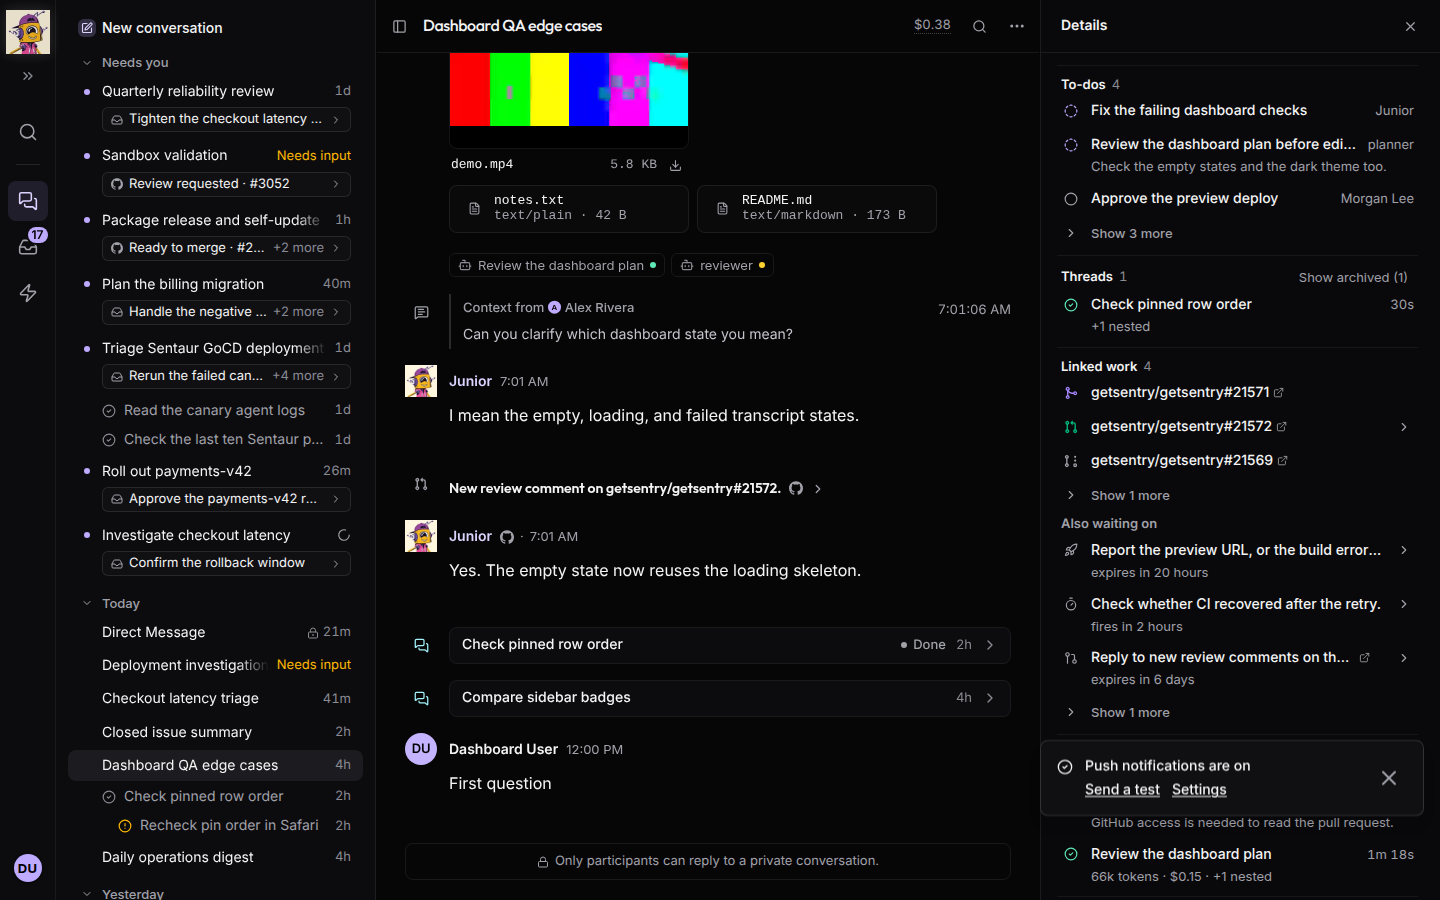 New conversation
Needs you
Quarterly reliability review 1d
Tighten the checkout latency ...
Sandbox validation Needs input
Review requested · #3052
Package release and self-update 1h
Ready to merge · #2... +2 more
Plan the billing migration 40m
Handle the negative ... +2 more
Triage Sentaur GoCD deployment 1d
Rerun the failed can... +4 more
Read the canary agent logs 1d
Check the last ten Sentaur p... 1d
Roll out payments-v42 26m
Approve the payments-v42 r...
Investigate checkout latency
Confirm the rollback window
Today
Direct Message 21m
Deployment investigation Needs input
Checkout latency triage 41m
Closed issue summary 2h
Dashboard QA edge cases 4h
Check pinned row order 2h
Recheck pin order in Safari 2h
Daily operations digest 4h
Yesterday
17
DU
Dashboard QA edge cases $0.38
demo.mp4 5.8 KB
notes.txt
text/plain · 42 B
README.md
text/markdown · 173 B
Review the dashboard plan
reviewer
Context from A Alex Rivera 7:01:06 AM
Can you clarify which dashboard state you mean?
Junior 7:01 AM
I mean the empty, loading, and failed transcript states.
New review comment on getsentry/getsentry#21572.
Junior · 7:01 AM
Yes. The empty state now reuses the loading skeleton.
Check pinned row order Done 2h
Compare sidebar badges 4h
DU Dashboard User 12:00 PM
First question
Only participants can reply to a private conversation.
Details
To-dos 4
Fix the failing dashboard checks Junior
Review the dashboard plan before edi... planner
Check the empty states and the dark theme too.
Approve the preview deploy Morgan Lee
Show 3 more
Threads 1 Show archived (1)
Check pinned row order 30s
+1 nested
Linked work 4
getsentry/getsentry#21571
getsentry/getsentry#21572
getsentry/getsentry#21569
Show 1 more
Also waiting on
Report the preview URL, or the build error...
expires in 20 hours
Check whether CI recovered after the retry.
fires in 2 hours
Reply to new review comments on th...
expires in 6 days
Show 1 more
Push notifications are on
Send a test Settings
GitHub access is needed to read the pull request.
Review the dashboard plan 1m 18s
66k tokens · $0.15 · +1 nested